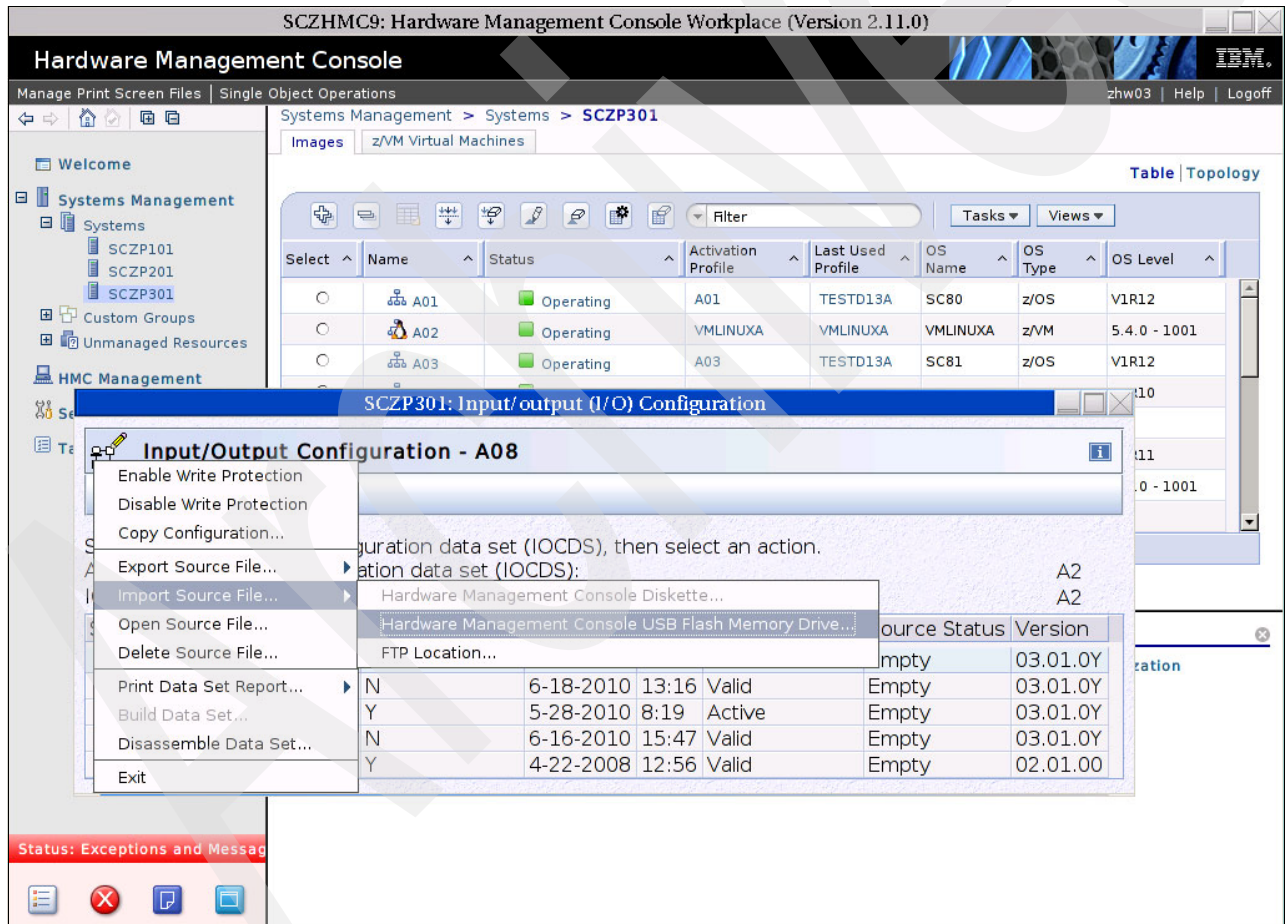 SCZHMC9: Hardware Management Console Workplace (Version 2.11.0)
Hardware Management Console
IBM.
Manage Print Screen Files | Single Object Operations
zhw03 | Help | Logoff
Systems Management > Systems > SCZP301
Images
z/VM Virtual Machines
Welcome
Table | Topology
Systems Management
Systems
SCZP101
SCZP201
SCZP301
Custom Groups
Unmanaged Resources
HMC Management
Filter
Tasks
Views
Select Name Status Activation Profile Last Used Profile OS Name OS Type OS Level
A01 Operating A01 TESTD13A SC80 z/OS V1R12
A02 Operating VMLINUXA VMLINUXA VMLINUXA z/VM 5.4.0 - 1001
A03 Operating A03 TESTD13A SC81 z/OS V1R12
SCZP301: Input/output (I/O) Configuration
Input/Output Configuration - A08
Enable Write Protection
Disable Write Protection
Copy Configuration...
Export Source File...
Import Source File...
Open Source File...
Delete Source File...
Print Data Set Report...
Build Data Set...
Disassemble Data Set...
Exit
guration data set (IOCDS), then select an action.
ation data set (IOCDS):
A2
A2
Hardware Management Console Diskette...
Hardware Management Console USB Flash Memory Drive...
FTP Location...
ource Status Version
mpty 03.01.0Y
N 6-18-2010 13:16 Valid Empty 03.01.0Y
Y 5-28-2010 8:19 Active Empty 03.01.0Y
N 6-16-2010 15:47 Valid Empty 03.01.0Y
Y 4-22-2008 12:56 Valid Empty 02.01.00
:10
:11
.0 - 1001
zation
Status: Exceptions and Messag